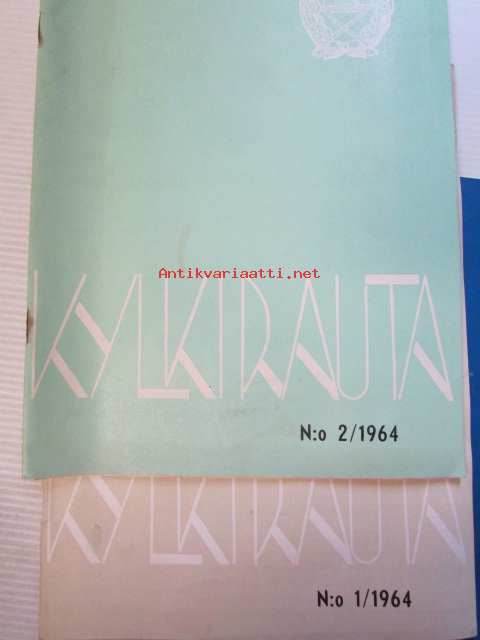 Antikvariaatti.net
KYLKIRAUTA
N:o 2/1964
KYLKIRAUTA
N:o 1/1964